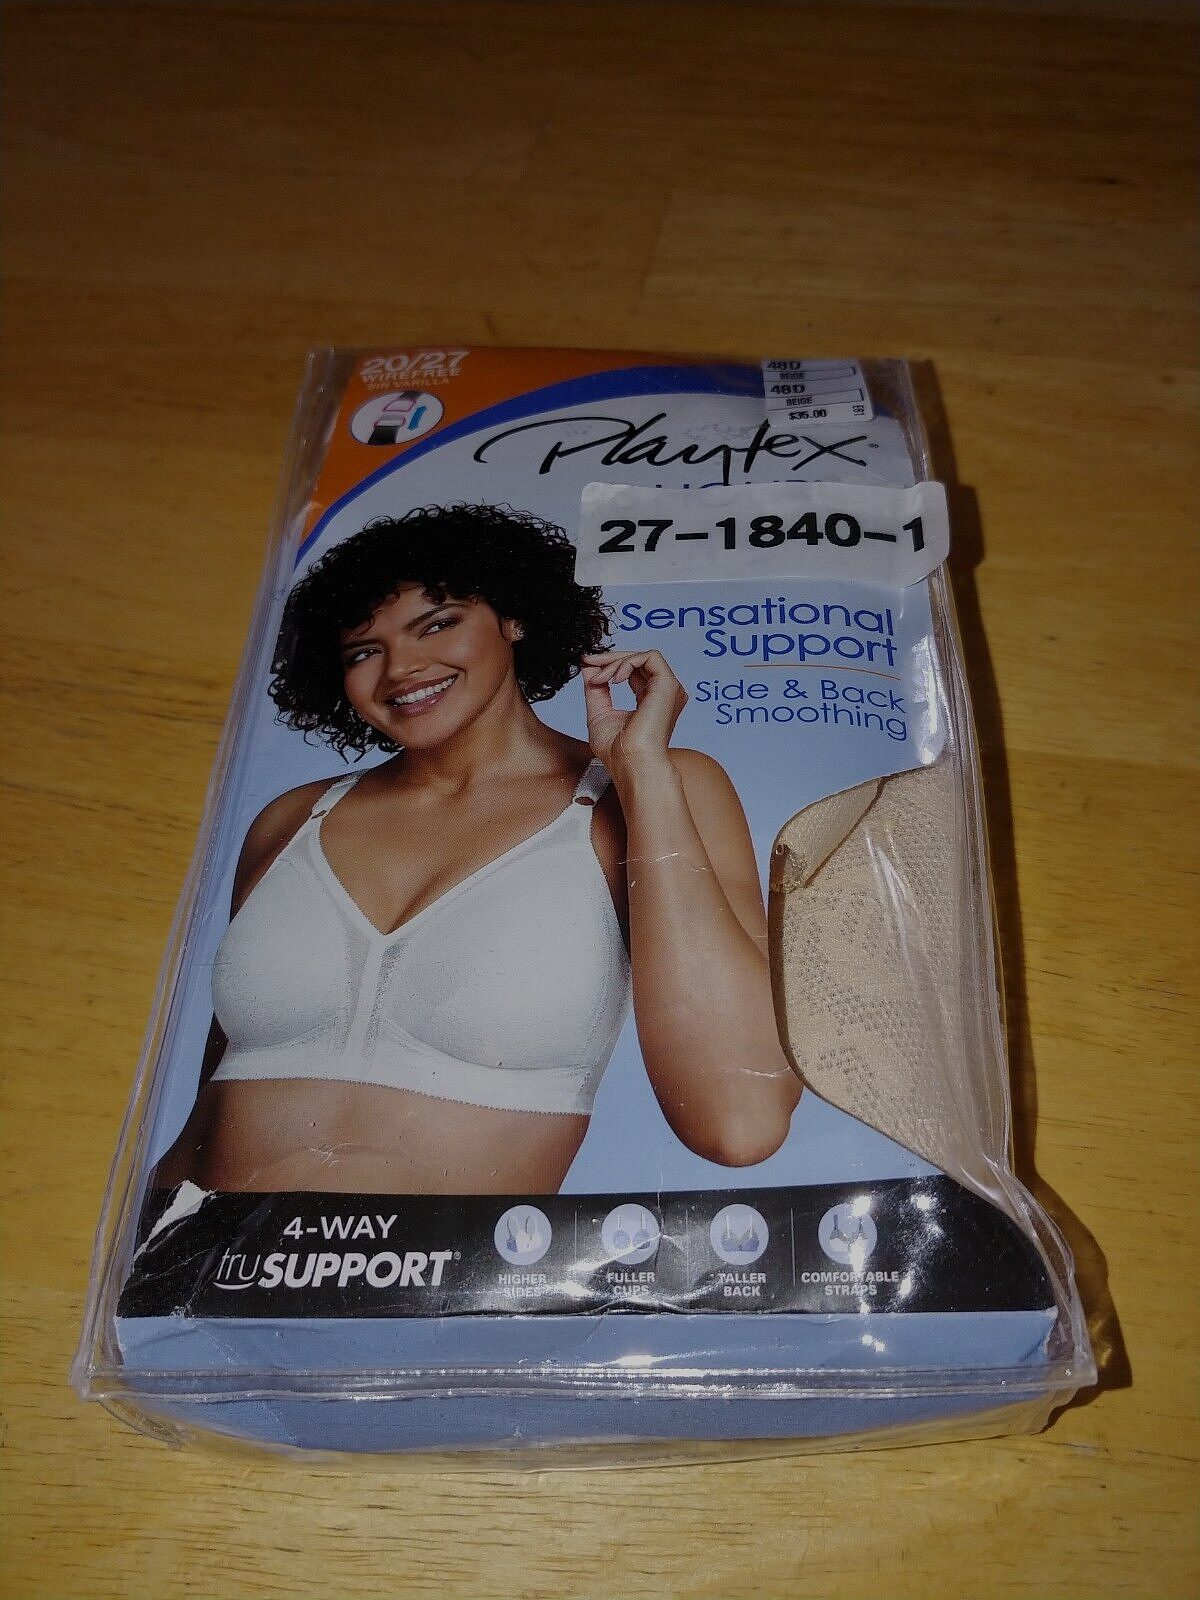 20/27
WIREFREE
SIN VARILLA
48D
BEIGE
48D
BEIGE
$35.00
Playtex
27-1840-1
Sensational
Support
Side & Back
Smoothing
4-WAY
truSUPPORT®
HIGHER
SIDES
FULLER
CUPS
TALLER
BACK
COMFORTABLE
STRAPS